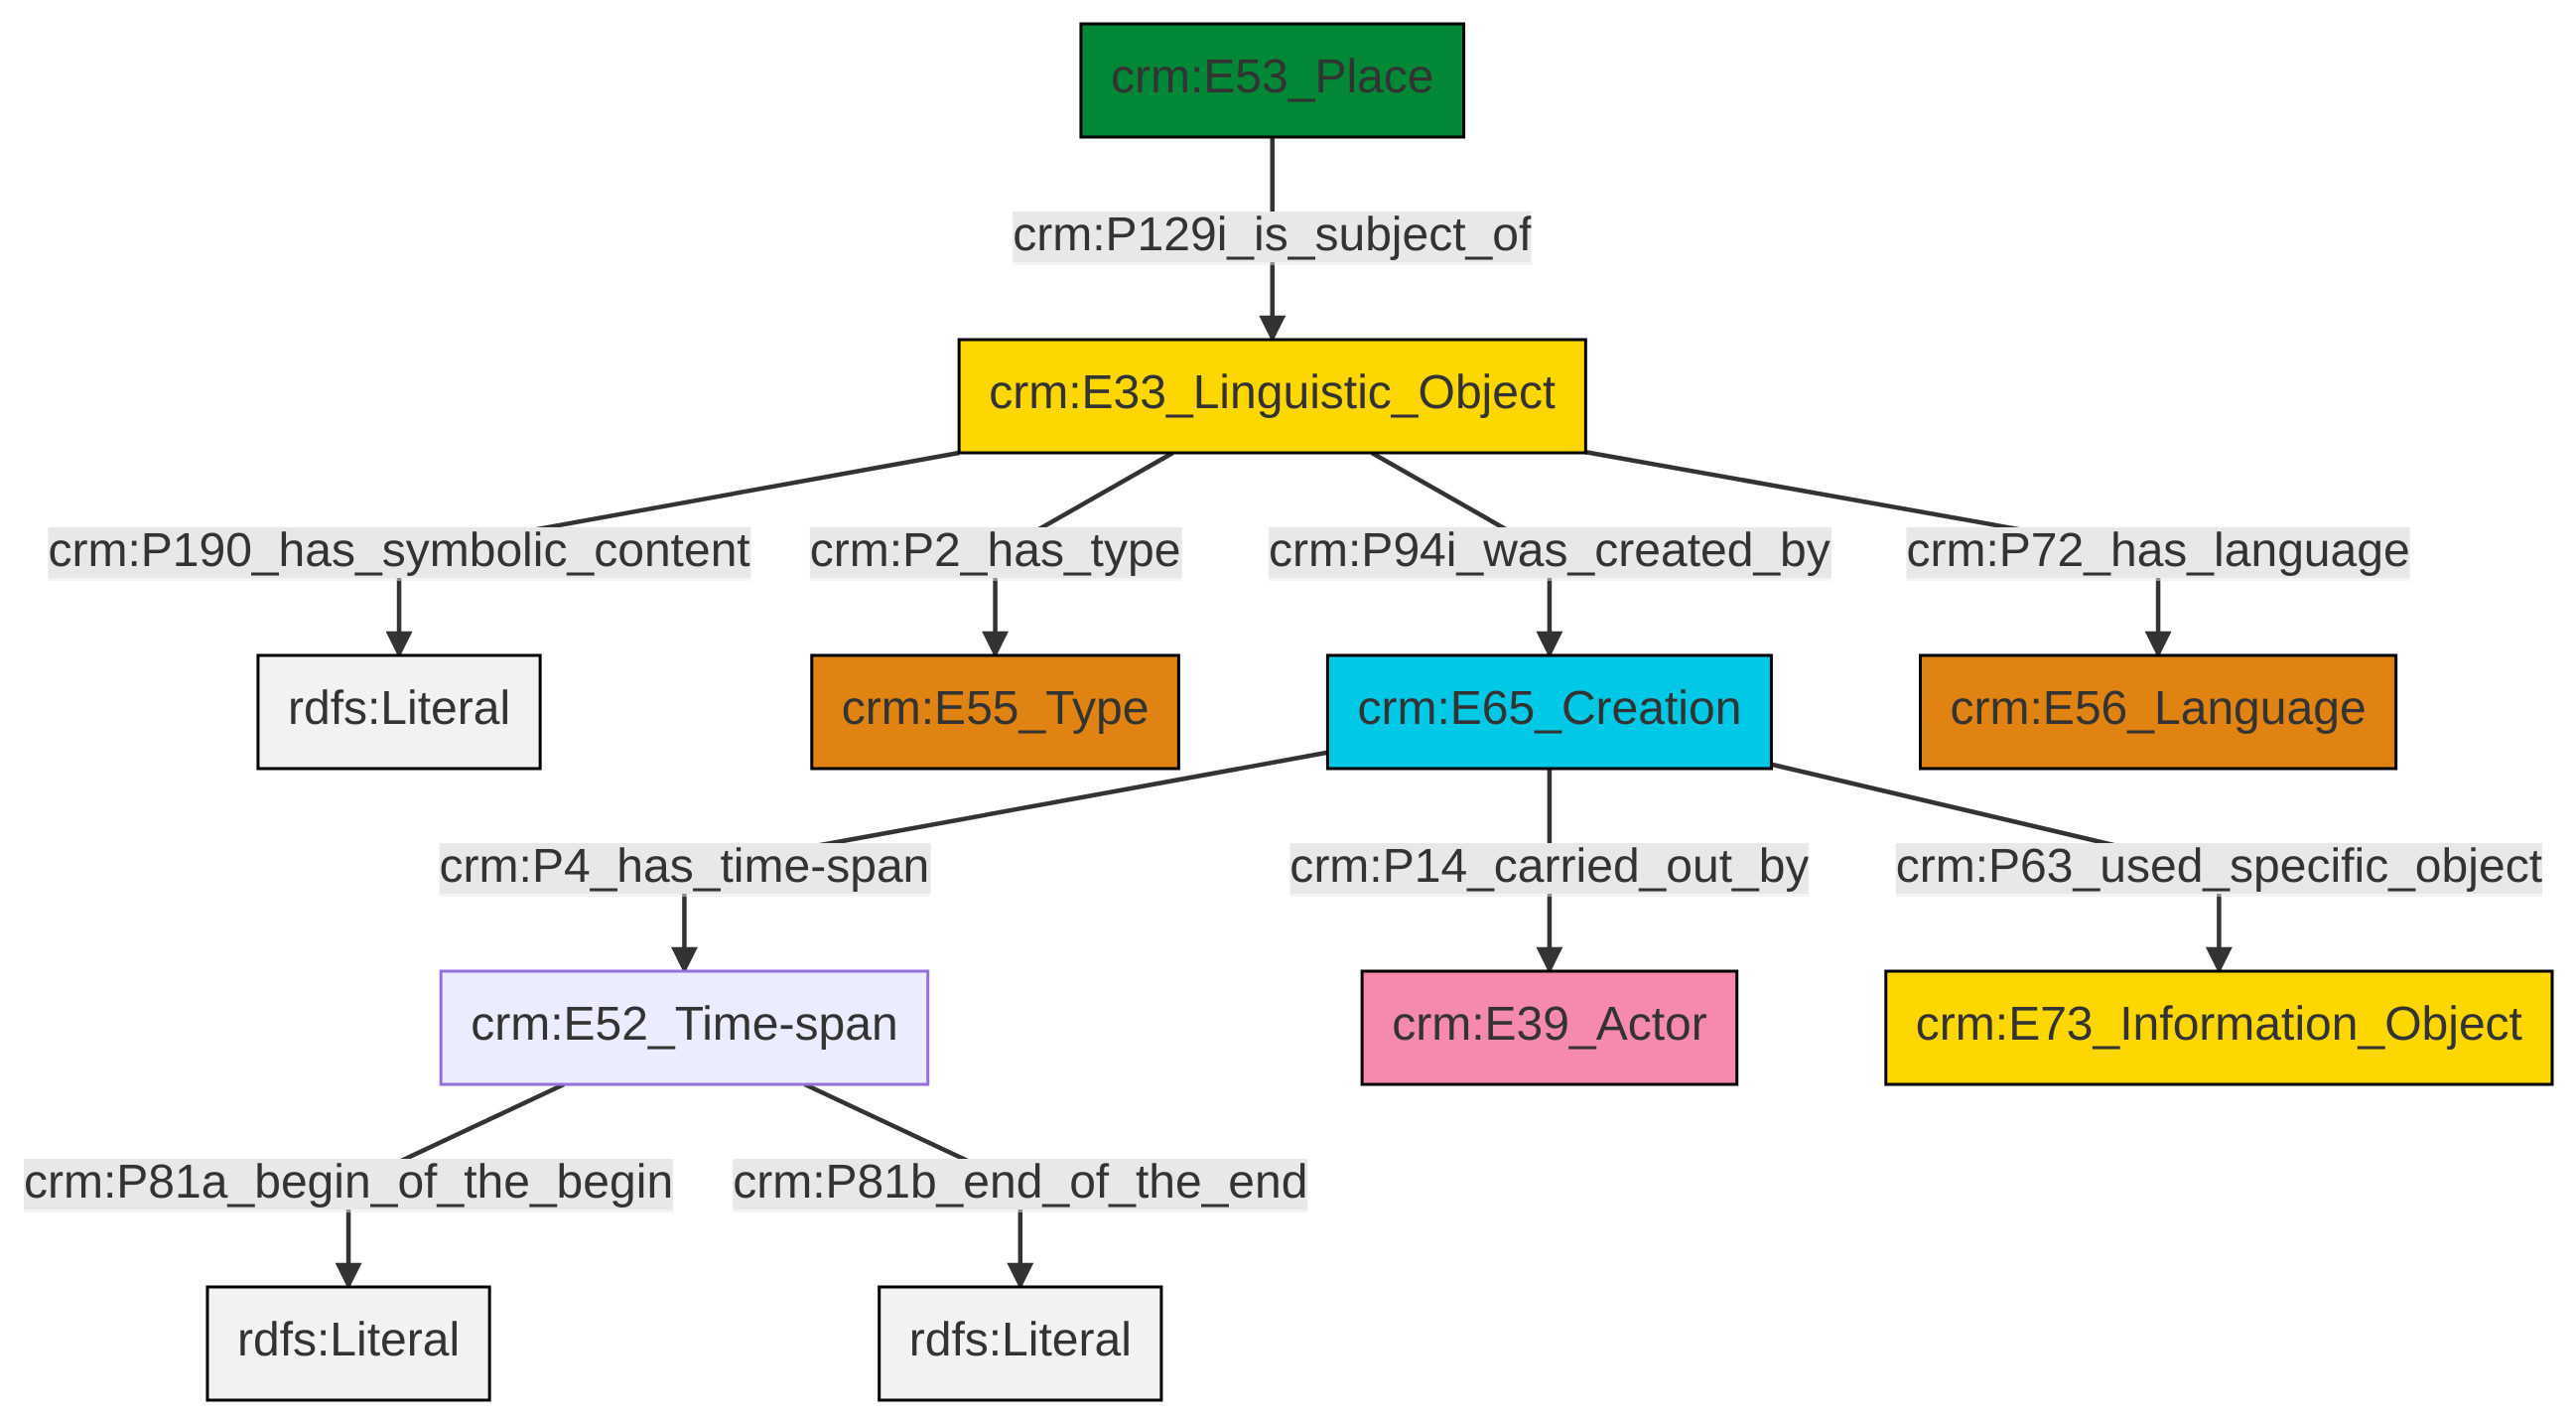 crm:E53_Place
crm:P129i_is_subject_of
crm:E33_Linguistic_Object
crm:P190_has_symbolic_content
crm:P2_has_type
crm:P94i_was_created_by
crm:P72_has_language
rdfs:Literal
crm:E55_Type
crm:E65_Creation
crm:E56_Language
crm:P4_has_time-span
crm:P14_carried_out_by
crm:P63_used_specific_object
crm:E52_Time-span
crm:E39_Actor
crm:E73_Information_Object
crm:P81a_begin_of_the_begin
crm:P81b_end_of_the_end
rdfs:Literal
rdfs:Literal